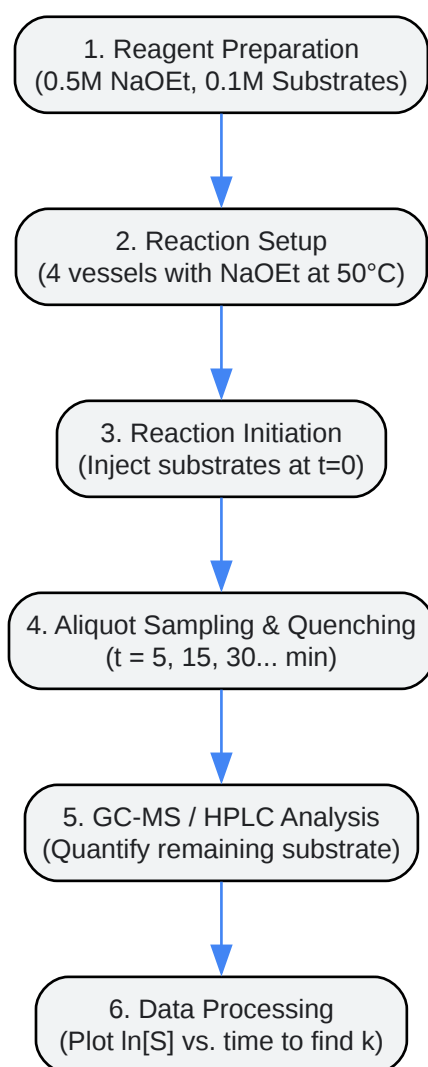 1. Reagent Preparation
(0.5M NaOEt, 0.1M Substrates)
2. Reaction Setup
(4 vessels with NaOEt at 50°C)
3. Reaction Initiation
(Inject substrates at t=0)
4. Aliquot Sampling & Quenching
(t = 5, 15, 30... min)
5. GC-MS / HPLC Analysis
(Quantify remaining substrate)
6. Data Processing
(Plot ln[S] vs. time to find k)